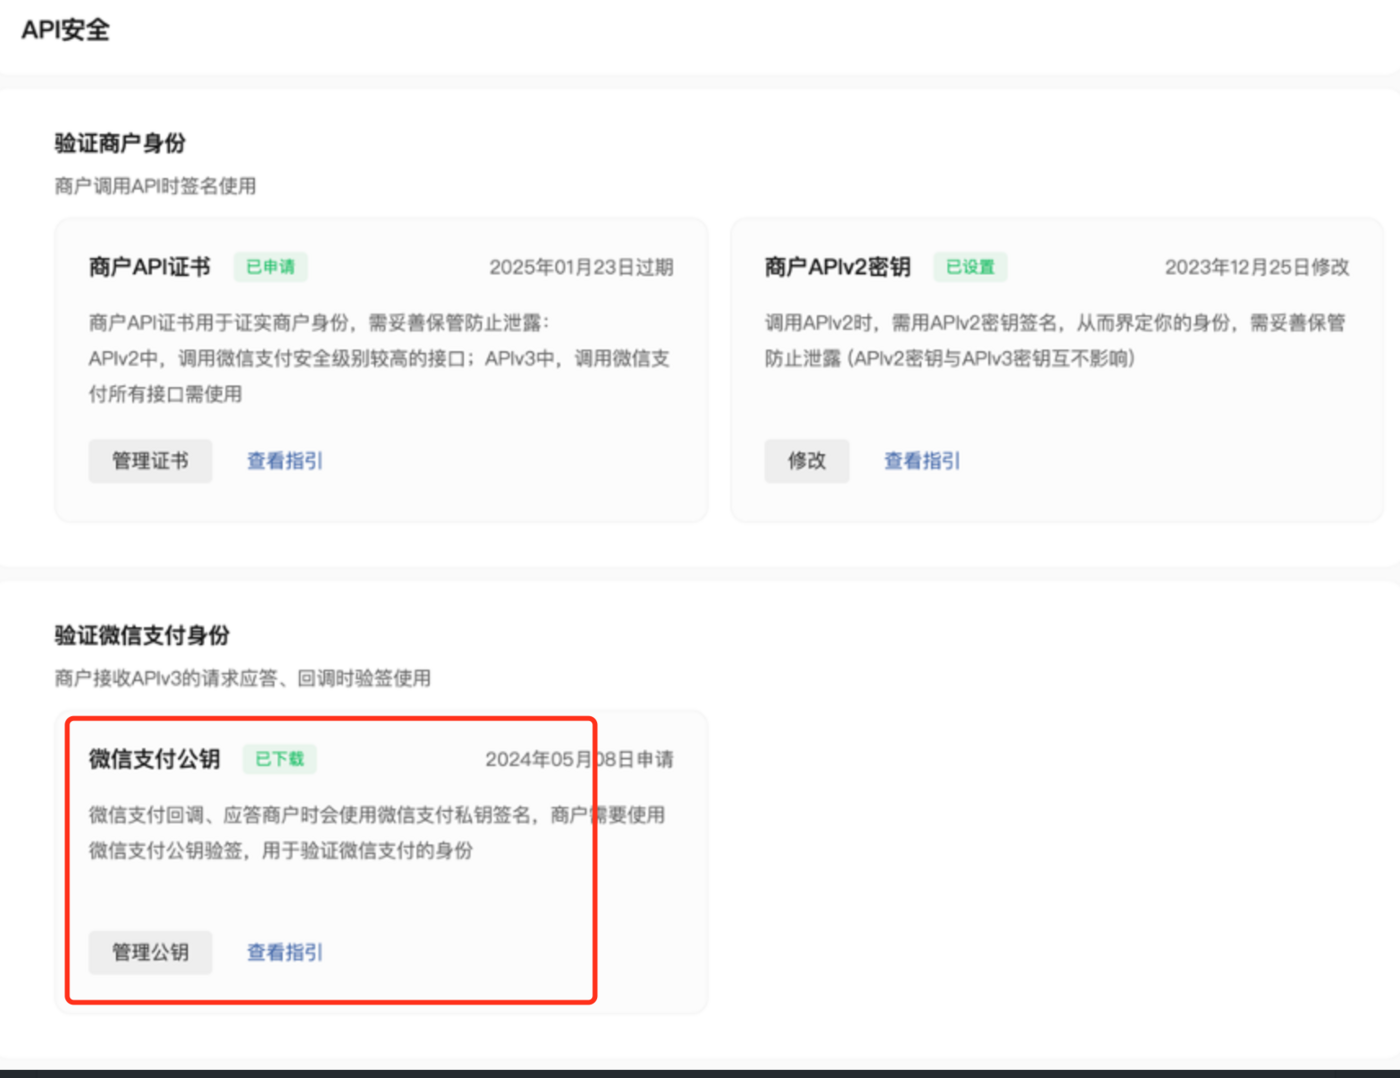 API安全
验证商户身份
商户调用API时签名使用
商户API证书 已申请 2025年01月23日过期
商户API证书用于证实商户身份，需妥善保管防止泄露：
APIv2中，调用微信支付安全级别较高的接口；APIv3中，调用微信支
付所有接口需使用
管理证书 查看指引
商户APIv2密钥 已设置 2023年12月25日修改
调用APIv2时，需用APIv2密钥签名，从而界定你的身份，需妥善保管
防止泄露 (APIv2密钥与APIv3密钥互不影响)
修改 查看指引
验证微信支付身份
商户接收APIv3的请求应答、回调时验签使用
微信支付公钥 已下载 2024年05月08日申请
微信支付回调、应答商户时会使用微信支付私钥签名，商户需要使用
微信支付公钥验签，用于验证微信支付的身份
管理公钥 查看指引